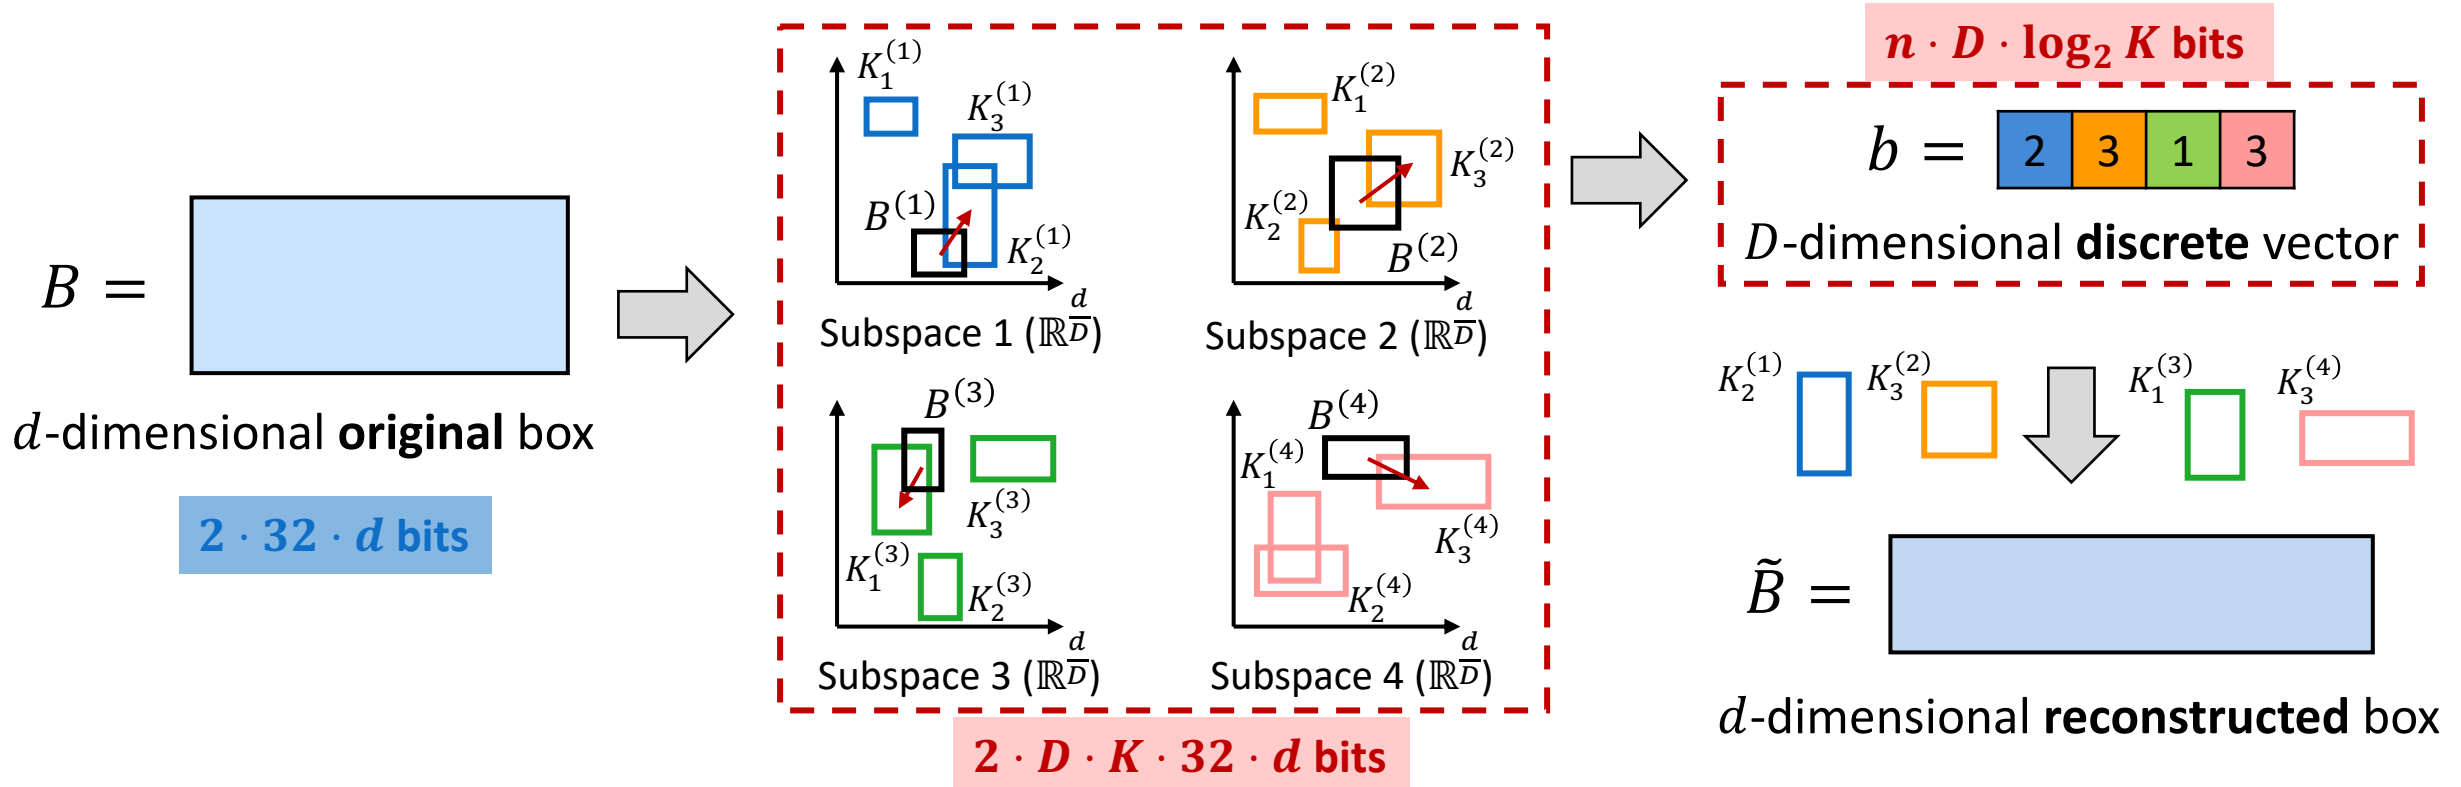 B =
d-dimensional original box
2 · 32 · d bits
K₁⁽¹⁾
K₃⁽¹⁾
B⁽¹⁾
K₂⁽¹⁾
Subspace 1 (ℝ^{d/D})
K₁⁽²⁾
K₃⁽²⁾
K₂⁽²⁾
B⁽²⁾
Subspace 2 (ℝ^{d/D})
B⁽³⁾
K₃⁽³⁾
K₁⁽³⁾
K₂⁽³⁾
Subspace 3 (ℝ^{d/D})
B⁽⁴⁾
K₁⁽⁴⁾
K₃⁽⁴⁾
K₂⁽⁴⁾
Subspace 4 (ℝ^{d/D})
2 · D · K · 32 · d bits
n · D · log₂ K bits
b = 2 3 1 3
D-dimensional discrete vector
K₂⁽¹⁾ K₃⁽²⁾ K₁⁽³⁾ K₃⁽⁴⁾
B̃ =
d-dimensional reconstructed box